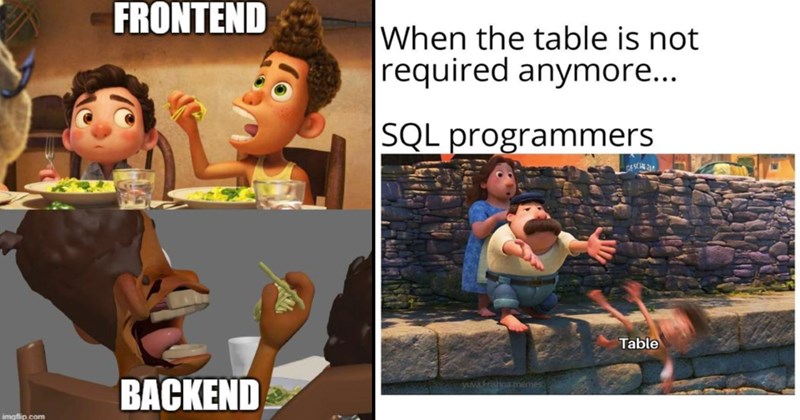 FRONTEND
BACKEND
imgflip.com
When the table is not
required anymore...
SQL programmers
Table